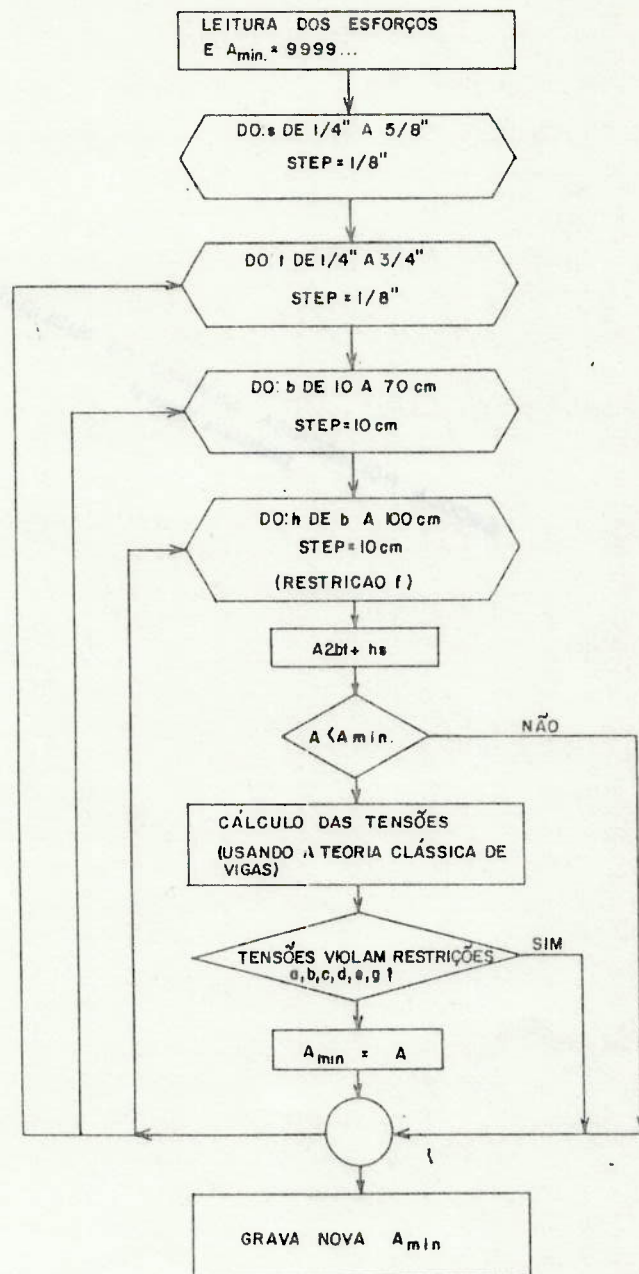 LEITURA DOS ESFORÇOS
E Amin. = 9999...
DO: s DE 1/4" A 5/8"
STEP = 1/8"
DO: t DE 1/4" A 3/4"
STEP = 1/8"
DO: b DE 10 A 70 cm
STEP = 10 cm
DO: h DE b A 100 cm
STEP = 10 cm
(RESTRICAO f)
A2bt + hs
A < A min.
NÃO
CÁLCULO DAS TENSÕES
(USANDO A TEORIA CLÁSSICA DE
VIGAS)
TENSÕES VIOLAM RESTRIÇÕES
SIM
a, b, c, d, e, g ?
Amin = A
GRAVA NOVA Amin